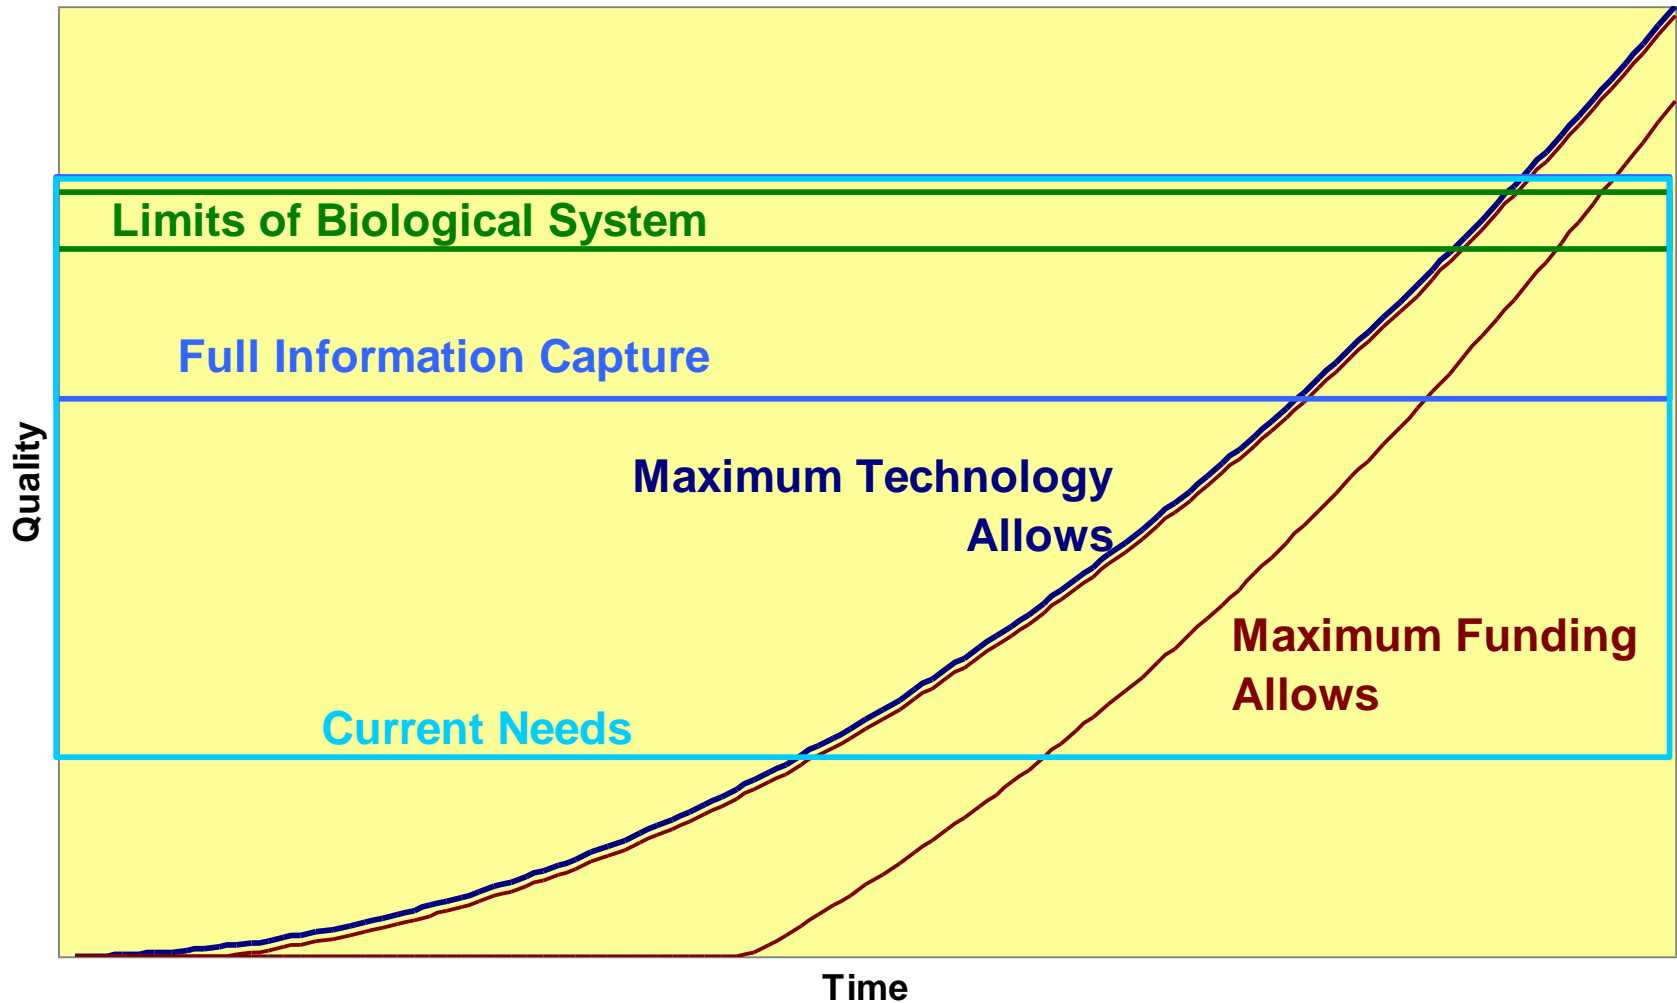 Limits of Biological System
Full Information Capture
Maximum Technology
Allows
Maximum Funding
Allows
Current Needs
Quality
Time